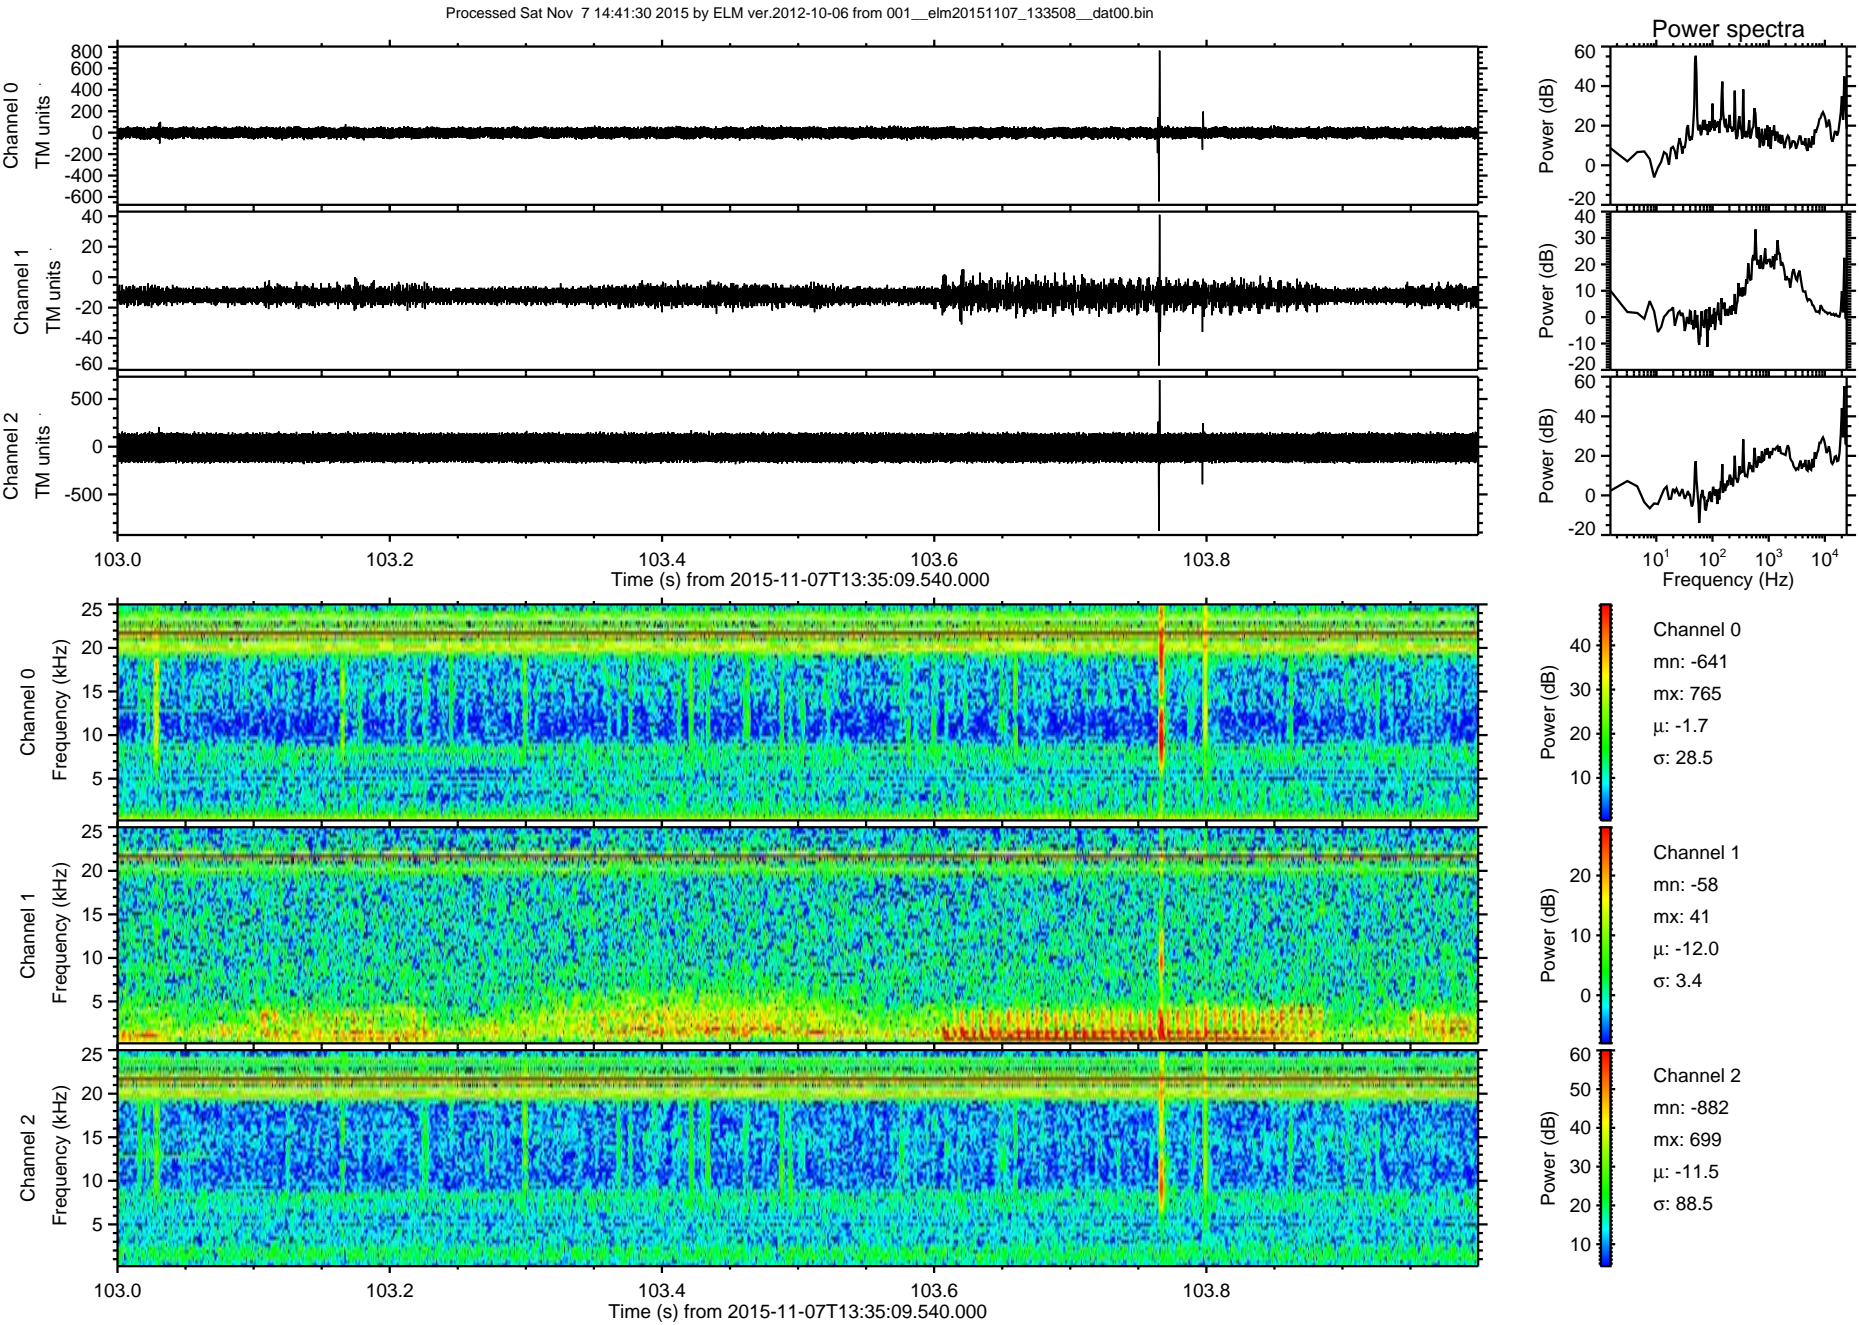 Processed Sat Nov  7 14:41:30 2015 by ELM ver.2012-10-06 from 001__elm20151107_133508__dat00.bin
Power spectra
Channel 0
TM units
800
600
400
200
0
-200
-400
-600
Power (dB)
60
40
20
0
-20
Channel 1
TM units
40
20
0
-20
-40
-60
Power (dB)
40
30
20
10
0
-10
-20
Channel 2
TM units
500
0
-500
Power (dB)
60
40
20
0
-20
103.0 103.2 103.4 103.6 103.8
Time (s) from 2015-11-07T13:35:09.540.000
10¹ 10² 10³ 10⁴
Frequency (Hz)
Channel 0
Frequency (kHz)
25
20
15
10
5
Power (dB)
40
30
20
10
Channel 0
mn: -641
mx: 765
µ: -1.7
σ: 28.5
Channel 1
Frequency (kHz)
25
20
15
10
5
Power (dB)
20
10
0
Channel 1
mn: -58
mx: 41
µ: -12.0
σ: 3.4
Channel 2
Frequency (kHz)
25
20
15
10
5
Power (dB)
60
50
40
30
20
10
Channel 2
mn: -882
mx: 699
µ: -11.5
σ: 88.5
103.0 103.2 103.4 103.6 103.8
Time (s) from 2015-11-07T13:35:09.540.000